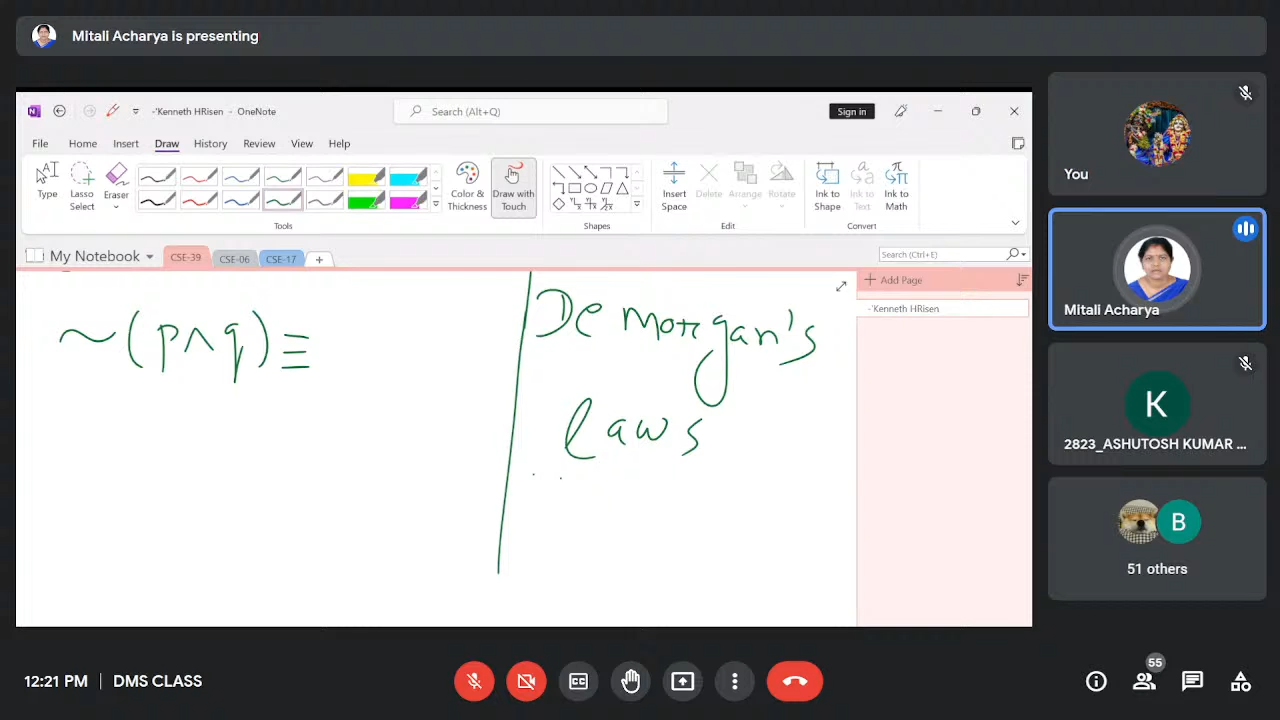 Mitali Acharya is presenting
-'Kenneth HRisen - OneNote
Search (Alt+Q)
Sign in
File Home Insert Draw History Review View Help
Type
Lasso Select
Eraser
Color & Thickness
Draw with Touch
Insert Space
Delete
Arrange
Rotate
Ink to Shape
Ink to Text
Ink to Math
Tools
Shapes
Edit
Convert
My Notebook
CSE-39
CSE-06
CSE-17
Search (Ctrl+E)
Add Page
-'Kenneth HRisen
~(p∧q)≡
De morgan's
laws
You
Mitali Acharya
2823_ASHUTOSH KUMAR ...
K
B
51 others
12:21 PM | DMS CLASS
55